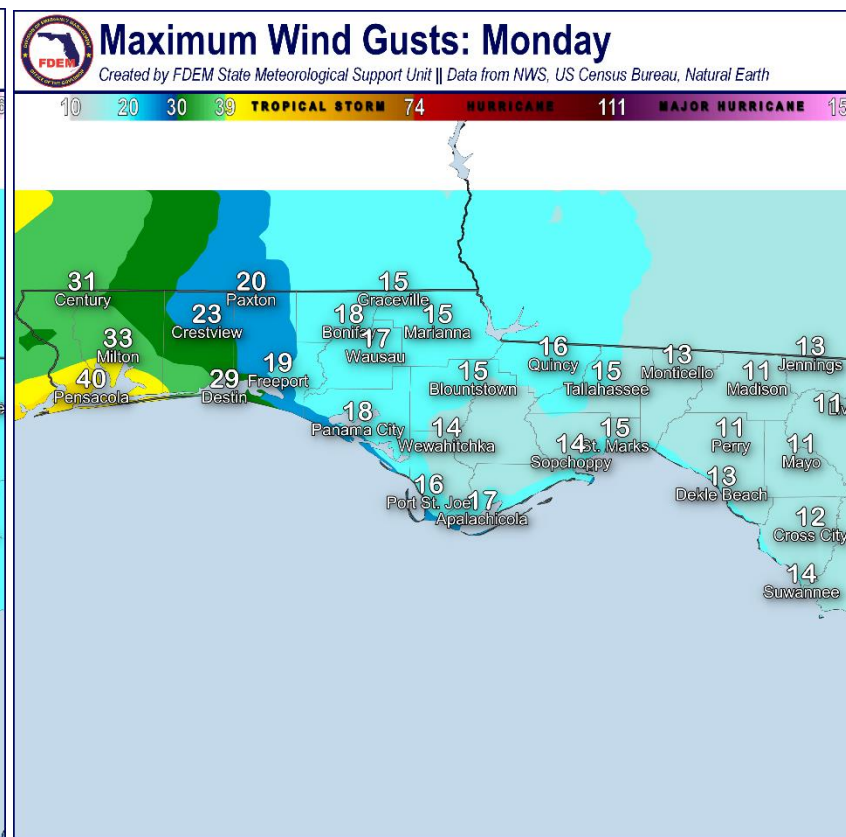 Maximum Wind Gusts: Monday
Created by FDEM State Meteorological Support Unit || Data from NWS, US Census Bureau, Natural Earth
FDEM
10 20 30 39 TROPICAL STORM 74 HURRICANE 111 MAJOR HURRICANE 15
31
Century
20
Paxton
15
Graceville
23
Crestview
18
Bonifa
15
Marianna
17
Wausau
33
Milton
16
Quincy
13
Monticello
13
Jennings
40
Pensacola
29
Destin
19
Freeport
15
Blountstown
15
Tallahassee
11
Madison
11
18
Panama City
14
Wewahitchka
14
Sopchoppy
15
St. Marks
11
Perry
11
Mayo
16
Port St. Joe
17
Apalachicola
13
Dekle Beach
12
Cross City
14
Suwannee